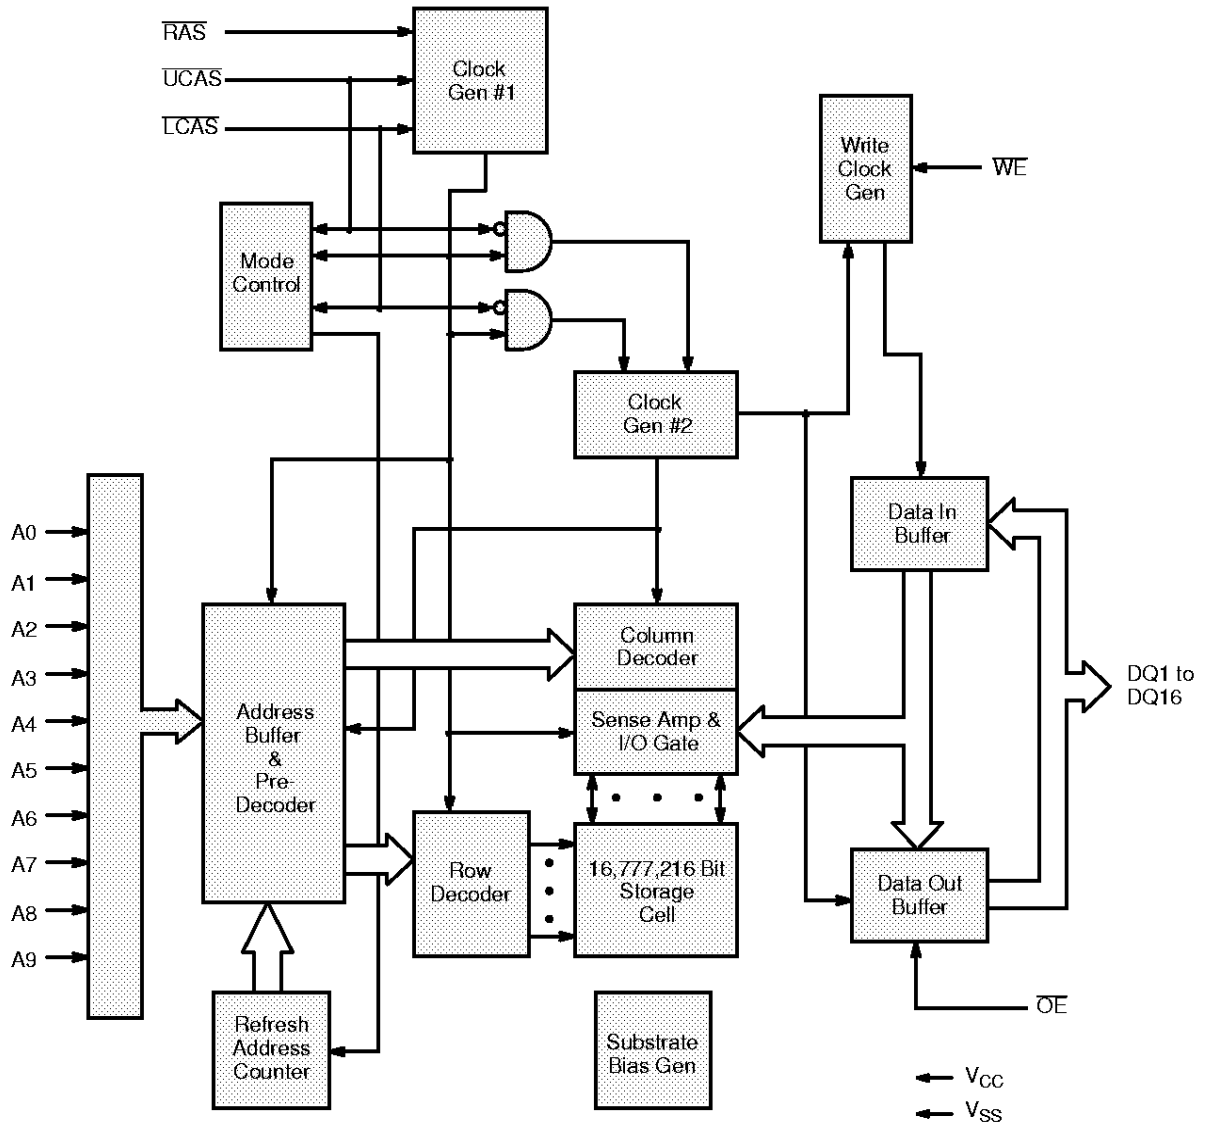 RAS
UCAS
LCAS
Clock
Gen #1
Write
Clock
Gen
WE
Mode
Control
Clock
Gen #2
A0
A1
A2
A3
A4
A5
A6
A7
A8
A9
Address
Buffer
&
Pre-
Decoder
Column
Decoder
Sense Amp &
I/O Gate
Data In
Buffer
DQ1 to
DQ16
Row
Decoder
16,777,216 Bit
Storage
Cell
Data Out
Buffer
OE
Refresh
Address
Counter
Substrate
Bias Gen
VCC
VSS